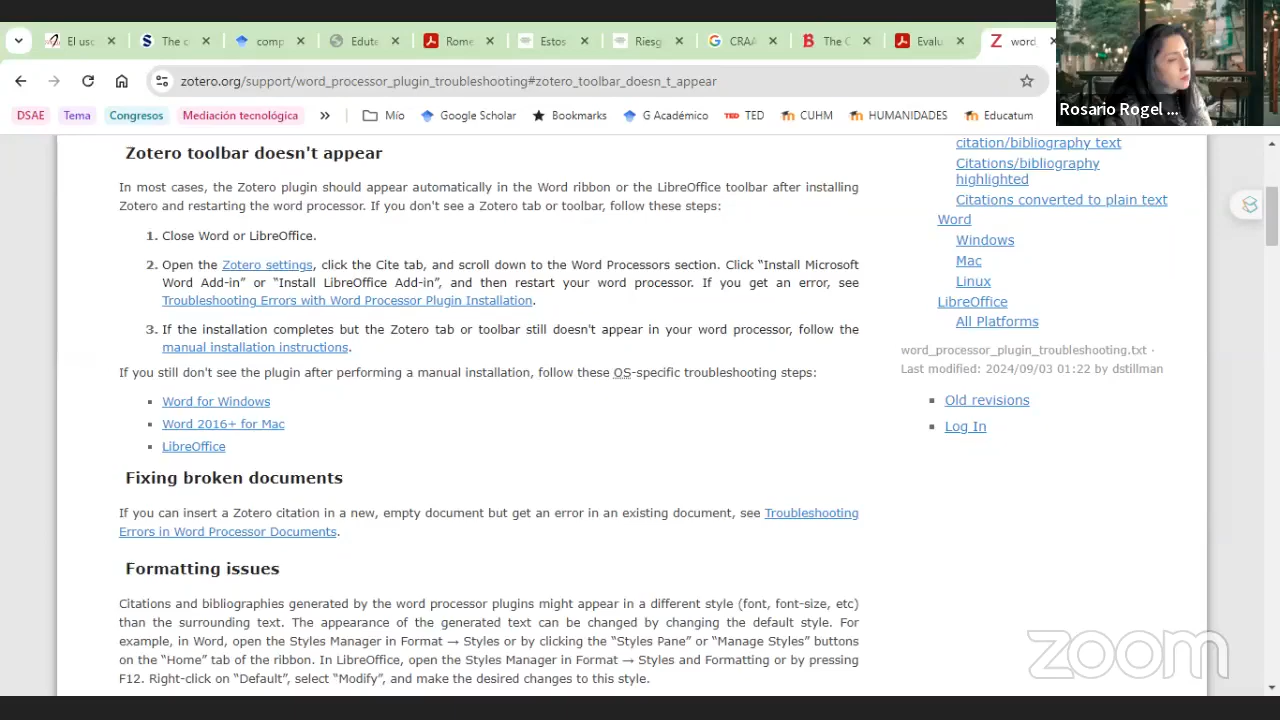 El uso
The c
comp
Edute
Rome
Estos
Riesg
CRAA
The C
Evalu
word
zotero.org/support/word_processor_plugin_troubleshooting#zotero_toolbar_doesn_t_appear
DSAE Tema Congresos Mediación tecnológica » Mío Google Scholar Bookmarks G Académico TED TED CUHM HUMANIDADES Educatum
Rosario Rogel ...
Zotero toolbar doesn't appear
In most cases, the Zotero plugin should appear automatically in the Word ribbon or the LibreOffice toolbar after installing
Zotero and restarting the word processor. If you don't see a Zotero tab or toolbar, follow these steps:
1. Close Word or LibreOffice.
2. Open the Zotero settings, click the Cite tab, and scroll down to the Word Processors section. Click “Install Microsoft
Word Add-in” or “Install LibreOffice Add-in”, and then restart your word processor. If you get an error, see
Troubleshooting Errors with Word Processor Plugin Installation.
3. If the installation completes but the Zotero tab or toolbar still doesn't appear in your word processor, follow the
manual installation instructions.
If you still don't see the plugin after performing a manual installation, follow these OS-specific troubleshooting steps:
Word for Windows
Word 2016+ for Mac
LibreOffice
Fixing broken documents
If you can insert a Zotero citation in a new, empty document but get an error in an existing document, see Troubleshooting
Errors in Word Processor Documents.
Formatting issues
Citations and bibliographies generated by the word processor plugins might appear in a different style (font, font-size, etc)
than the surrounding text. The appearance of the generated text can be changed by changing the default style. For
example, in Word, open the Styles Manager in Format → Styles or by clicking the “Styles Pane” or “Manage Styles” buttons
on the “Home” tab of the ribbon. In LibreOffice, open the Styles Manager in Format → Styles and Formatting or by pressing
F12. Right-click on “Default”, select “Modify”, and make the desired changes to this style.
citation/bibliography text
Citations/bibliography
highlighted
Citations converted to plain text
Word
Windows
Mac
Linux
LibreOffice
All Platforms
word_processor_plugin_troubleshooting.txt ·
Last modified: 2024/09/03 01:22 by dstillman
Old revisions
Log In
zoom